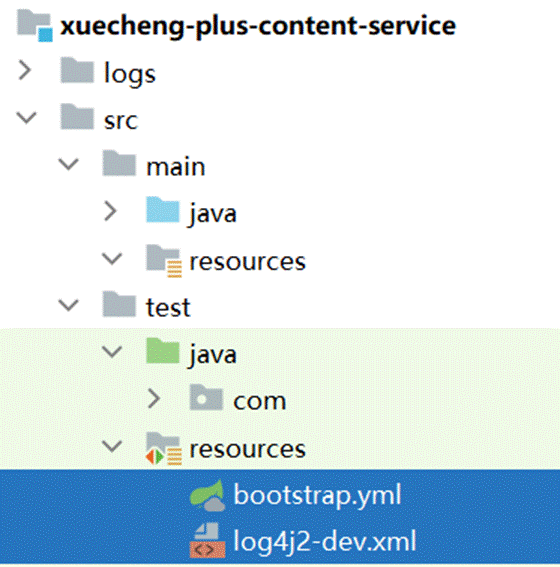 xuecheng-plus-content-service
logs
src
main
java
resources
test
java
com
resources
bootstrap.yml
log4j2-dev.xml